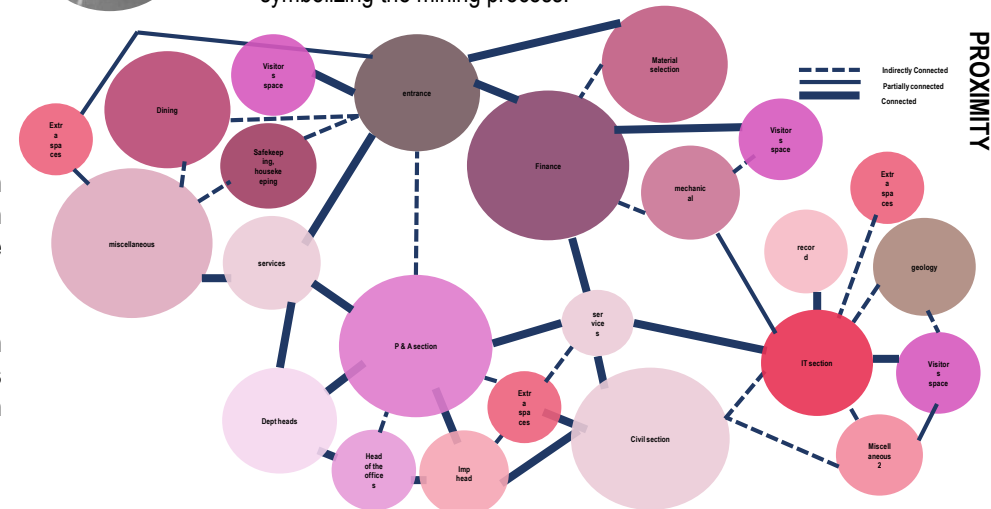 symbolizing the mining process.
PROXIMITY
Indirectly Connected
Partially connected
Connected
Material
selection
Visitor
s
space
entrance
Dining
Extr
a
spa
ces
Safekeep
ing,
houseke
eping
Finance
Visitor
s
space
mechanic
al
Extr
a
spa
ces
miscellaneous
services
recor
d
geology
ser
vice
s
P & A section
IT section
Visitor
s
space
Extr
a
spa
ces
Dept heads
Civil section
Head
of the
office
s
Imp
head
Miscell
aneous
2